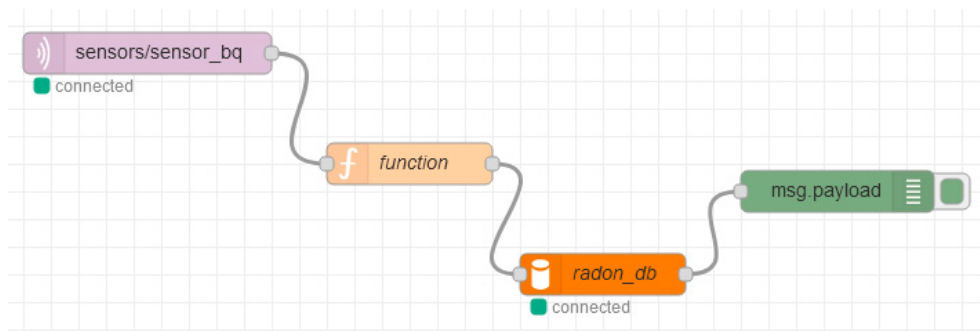 sensors/sensor_bq
connected
function
msg.payload
radon_db
connected